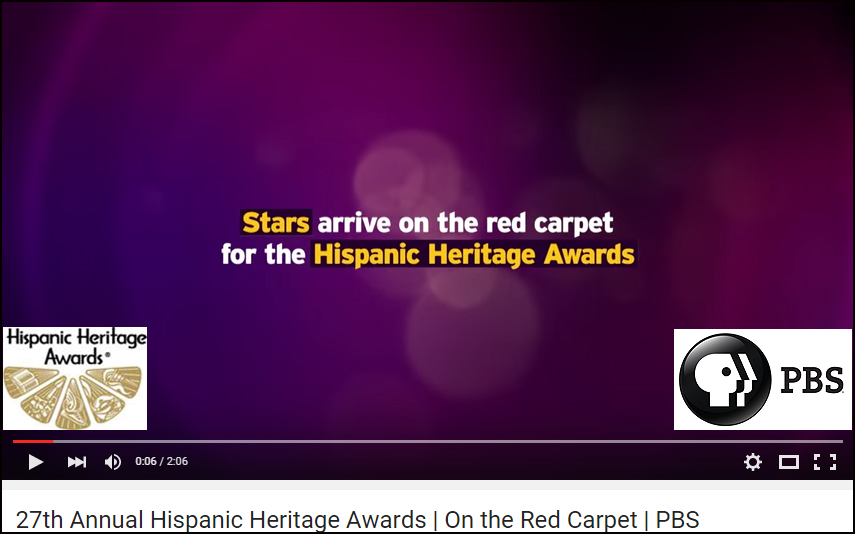 Stars arrive on the red carpet
for the Hispanic Heritage Awards
Hispanic Heritage
Awards®
PBS
0:06 / 2:06
27th Annual Hispanic Heritage Awards | On the Red Carpet | PBS